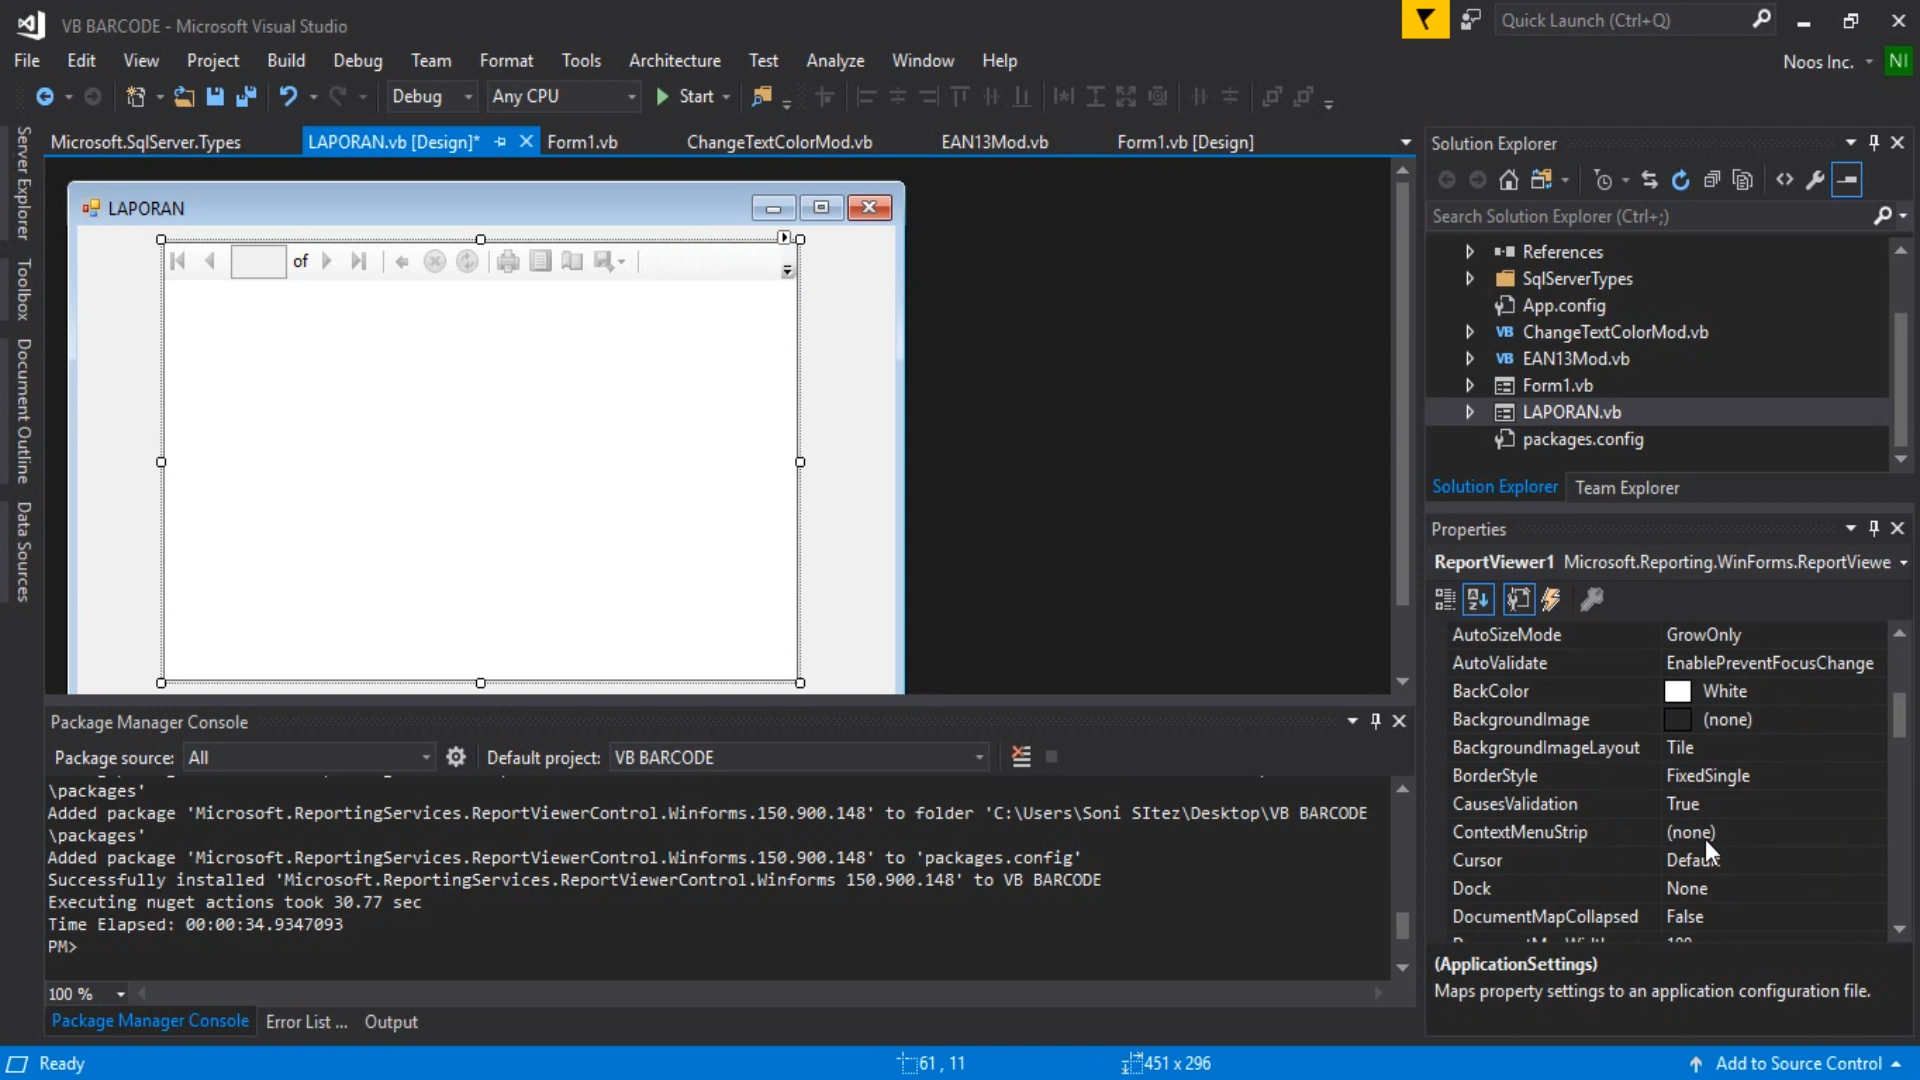 VB BARCODE - Microsoft Visual Studio
Quick Launch (Ctrl+Q)
File Edit View Project Build Debug Team Format Tools Architecture Test Analyze Window Help
Noos Inc. NI
Debug Any CPU Start
Server Explorer
Toolbox
Document Outline
Data Sources
Microsoft.SqlServer.Types LAPORAN.vb [Design]* Form1.vb ChangeTextColorMod.vb EAN13Mod.vb Form1.vb [Design]
LAPORAN
of
Solution Explorer
Search Solution Explorer (Ctrl+;)
References
SqlServerTypes
App.config
VB ChangeTextColorMod.vb
VB EAN13Mod.vb
Form1.vb
LAPORAN.vb
packages.config
Solution Explorer Team Explorer
Properties
ReportViewer1 Microsoft.Reporting.WinForms.ReportViewe
AutoSizeMode GrowOnly
AutoValidate EnablePreventFocusChange
BackColor White
BackgroundImage (none)
BackgroundImageLayout Tile
BorderStyle FixedSingle
CausesValidation True
ContextMenuStrip (none)
Cursor Default
Dock None
DocumentMapCollapsed False
(ApplicationSettings)
Maps property settings to an application configuration file.
Package Manager Console
Package source: All Default project: VB BARCODE
\packages'
Added package 'Microsoft.ReportingServices.ReportViewerControl.Winforms.150.900.148' to folder 'C:\Users\Soni SItez\Desktop\VB BARCODE
\packages'
Added package 'Microsoft.ReportingServices.ReportViewerControl.Winforms.150.900.148' to 'packages.config'
Successfully installed 'Microsoft.ReportingServices.ReportViewerControl.Winforms 150.900.148' to VB BARCODE
Executing nuget actions took 30.77 sec
Time Elapsed: 00:00:34.9347093
PM>
100 %
Package Manager Console Error List ... Output
Ready 61 , 11 451 x 296 Add to Source Control